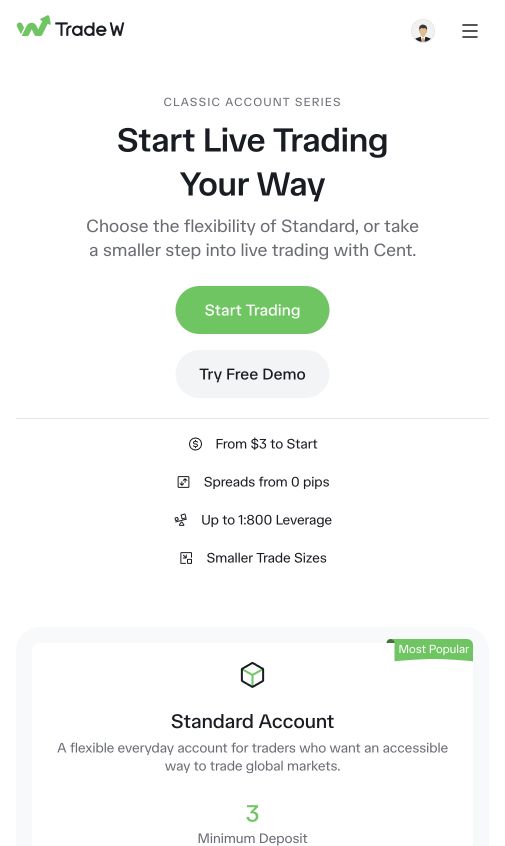 Trade W
CLASSIC ACCOUNT SERIES
Start Live Trading
Your Way
Choose the flexibility of Standard, or take
a smaller step into live trading with Cent.
Start Trading
Try Free Demo
From $3 to Start
Spreads from 0 pips
Up to 1:800 Leverage
Smaller Trade Sizes
Most Popular
Standard Account
A flexible everyday account for traders who want an accessible
way to trade global markets.
3
Minimum Deposit